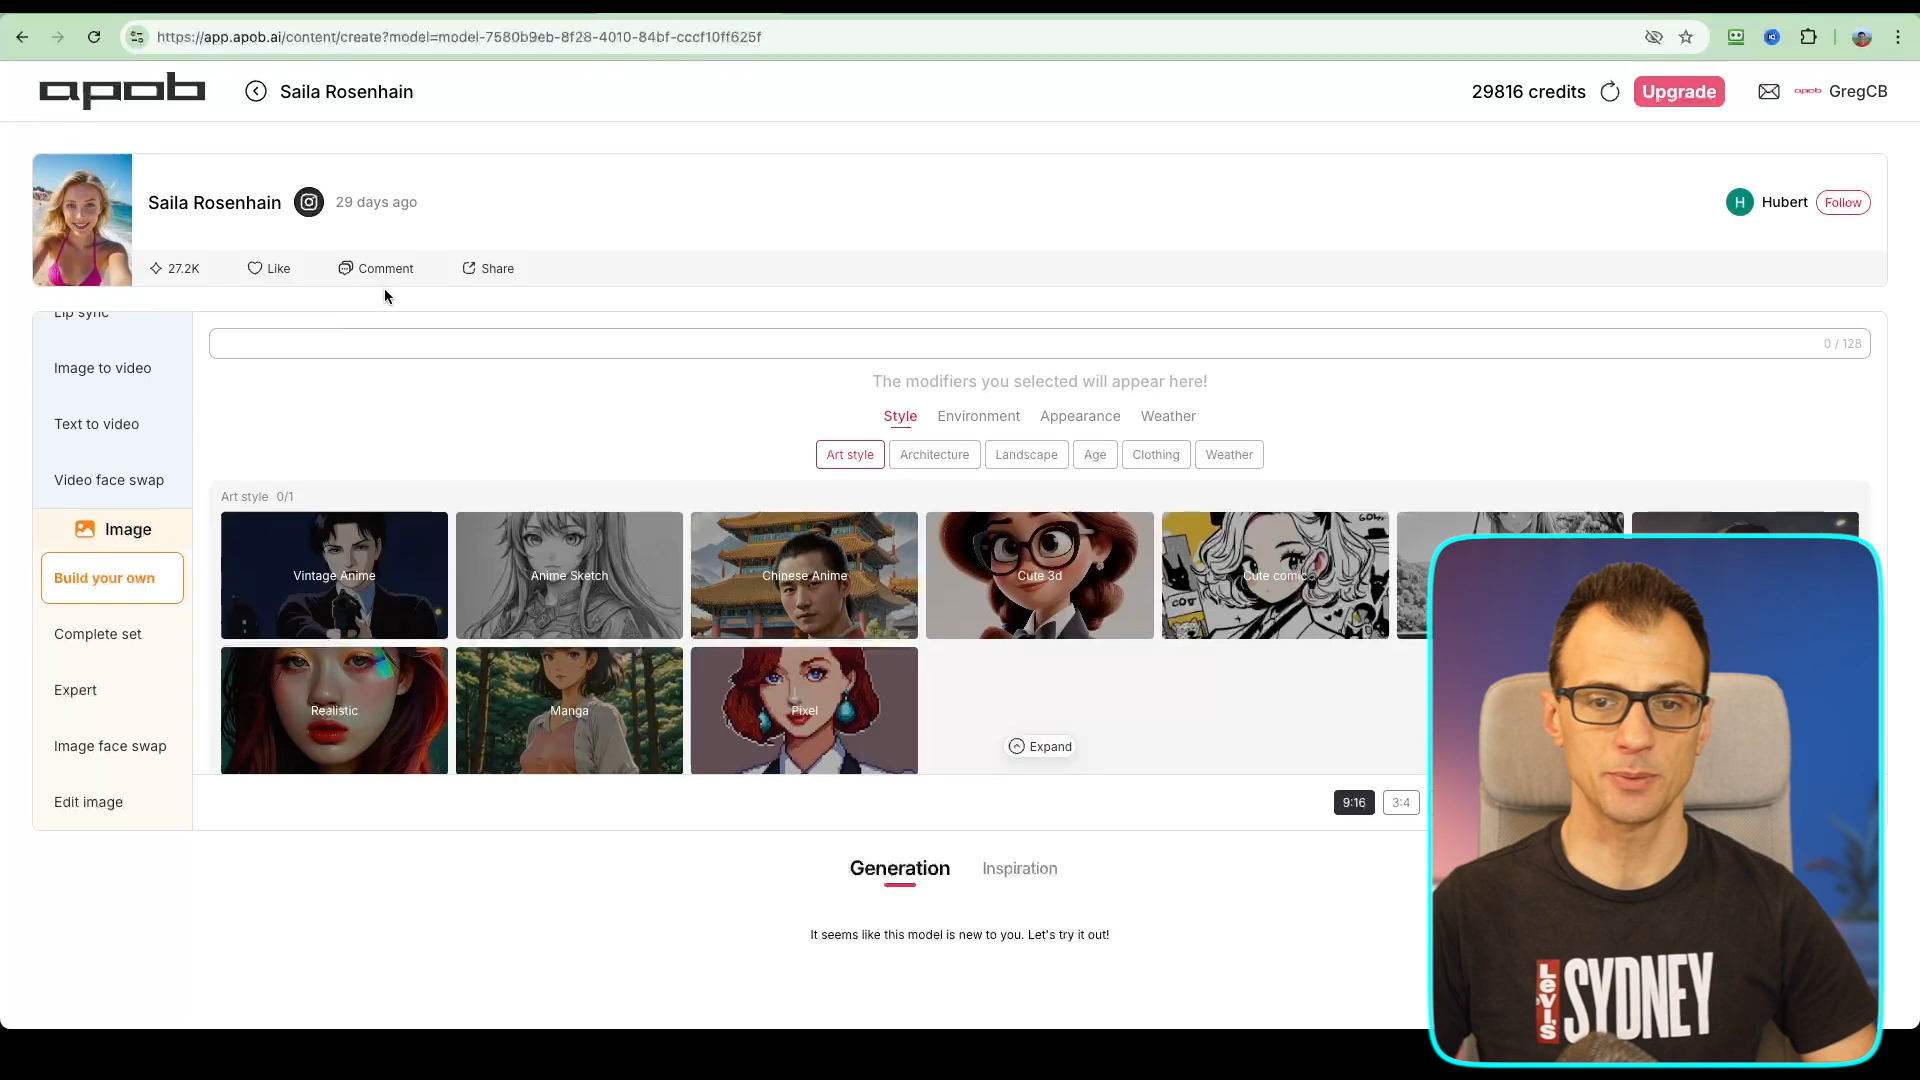 https://app.apob.ai/content/create?model=model-7580b9eb-8f28-4010-84bf-cccf10ff625f
apob
Saila Rosenhain
29816 credits
Upgrade
apob
GregCB
Saila Rosenhain
29 days ago
H
Hubert
Follow
27.2K
Like
Comment
Share
Lip sync
Image to video
Text to video
Video face swap
Image
Build your own
Complete set
Expert
Image face swap
Edit image
0 / 128
The modifiers you selected will appear here!
Style
Environment
Appearance
Weather
Art style
Architecture
Landscape
Age
Clothing
Weather
Art style 0/1
Vintage Anime
Anime Sketch
Chinese Anime
Cute 3d
Cute comic
Realistic
Manga
Pixel
Expand
9:16
3:4
Generation
Inspiration
It seems like this model is new to you. Let's try it out!
LEVI'S
SYDNEY